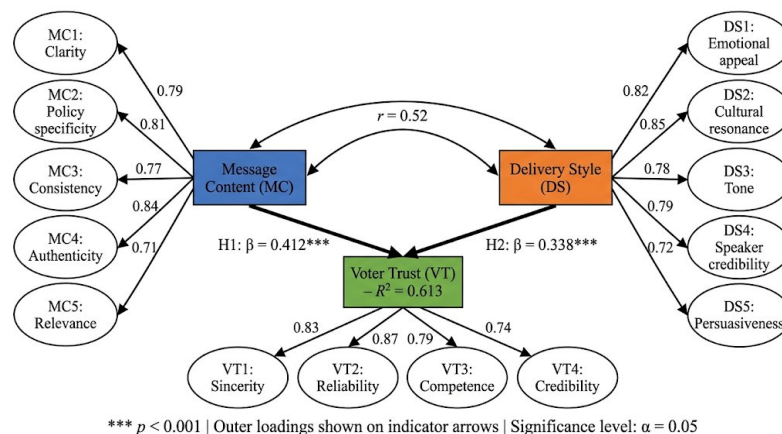 MC1:
Clarity
MC2:
Policy
specificity
MC3:
Consistency
MC4:
Authenticity
MC5:
Relevance
0.79
0.81
0.77
0.84
0.71
Message
Content (MC)
r = 0.52
Delivery Style
(DS)
0.82
0.85
0.78
0.79
0.72
DS1:
Emotional
appeal
DS2:
Cultural
resonance
DS3:
Tone
DS4:
Speaker
credibility
DS5:
Persuasiveness
H1: β = 0.412***
H2: β = 0.338***
Voter Trust (VT)
– R² = 0.613
0.83
0.87
0.79
0.74
VT1:
Sincerity
VT2:
Reliability
VT3:
Competence
VT4:
Credibility
*** p < 0.001 | Outer loadings shown on indicator arrows | Significance level: α = 0.05